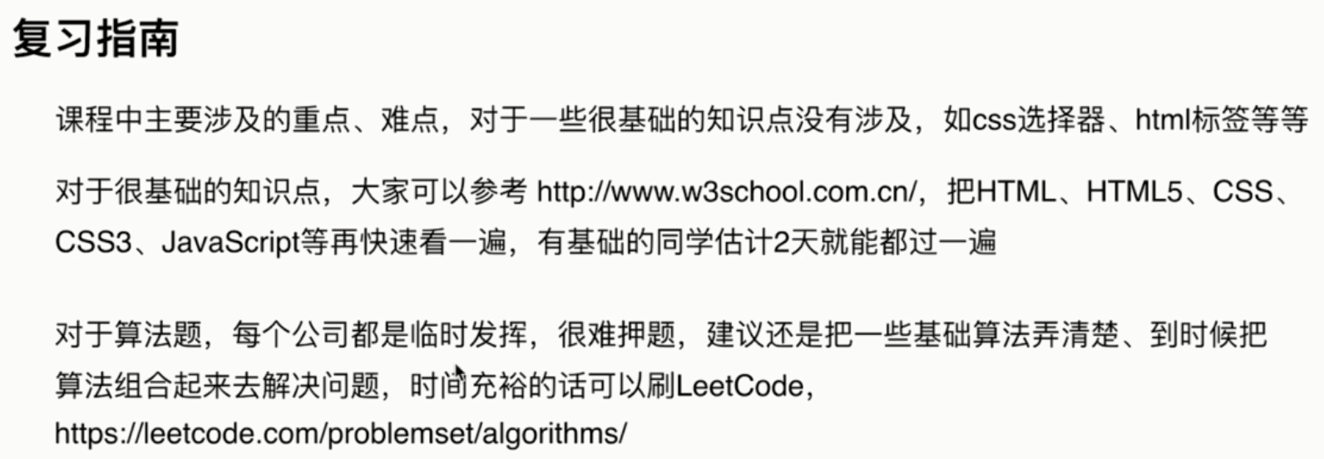 复习指南
课程中主要涉及的重点、难点，对于一些很基础的知识点没有涉及，如css选择器、html标签等等
对于很基础的知识点，大家可以参考 http://www.w3school.com.cn/，把HTML、HTML5、CSS、
CSS3、JavaScript等再快速看一遍，有基础的同学估计2天就能都过一遍
对于算法题，每个公司都是临时发挥，很难押题，建议还是把一些基础算法弄清楚、到时候把
算法组合起来去解决问题，时间充裕的话可以刷LeetCode，
https://leetcode.com/problemset/algorithms/